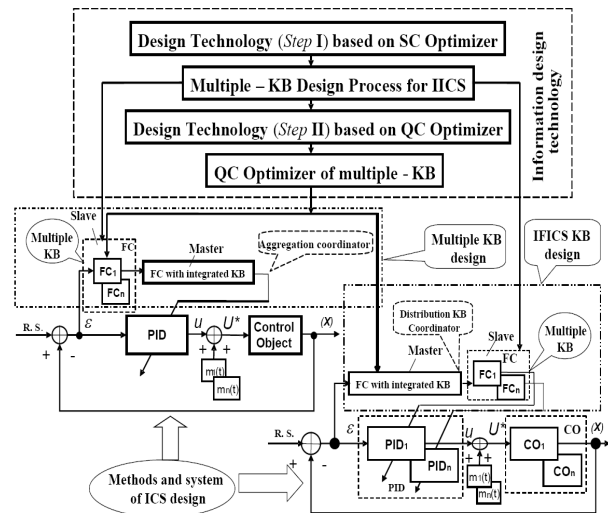 Design Technology (Step I) based on SC Optimizer
Multiple – KB Design Process for IICS
Design Technology (Step II) based on QC Optimizer
QC Optimizer of multiple - KB
Information design
technology
Slave
Multiple
KB
FC
FC1
FCn
Master
FC with integrated KB
Aggregation coordinator
Multiple KB
design
IFICS KB
design
R. S.
+
-
ε
PID
u
+
+
U*
Control
Object
(X)
mi(t)
mn(t)
Distribution KB
Coordinator
Master
FC with integrated KB
Slave
FC
FC1
FCn
Multiple
KB
R. S.
+
-
ε
PID1
PIDn
PID
u
+
+
U*
CO
CO1
COn
(X)
m1(t)
mn(t)
Methods and system
of ICS design